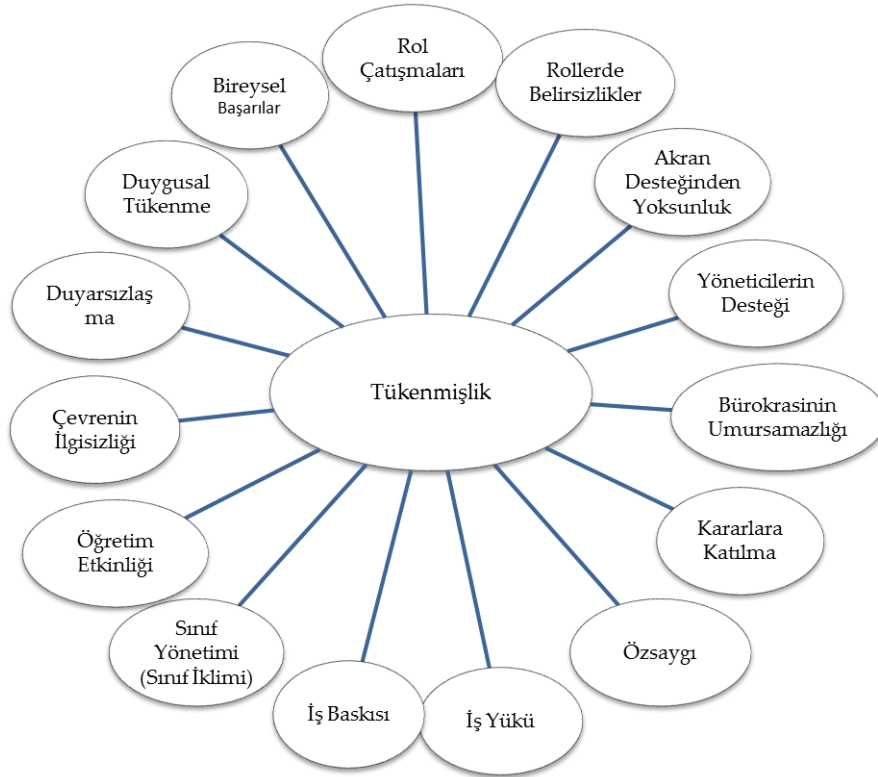 Rol
Çatışmaları
Rollerde
Belirsizlikler
Bireysel
Başarılar
Akran
Desteğinden
Yoksunluk
Duygusal
Tükenme
Yöneticilerin
Desteği
Duyarsızlaş
ma
Tükenmişlik
Bürokrasinin
Umursamazlığı
Çevrenin
İlgisizliği
Kararlara
Katılma
Öğretim
Etkinliği
Özsaygı
Sınıf
Yönetimi
(Sınıf İklimi)
İş Baskısı
İş Yükü